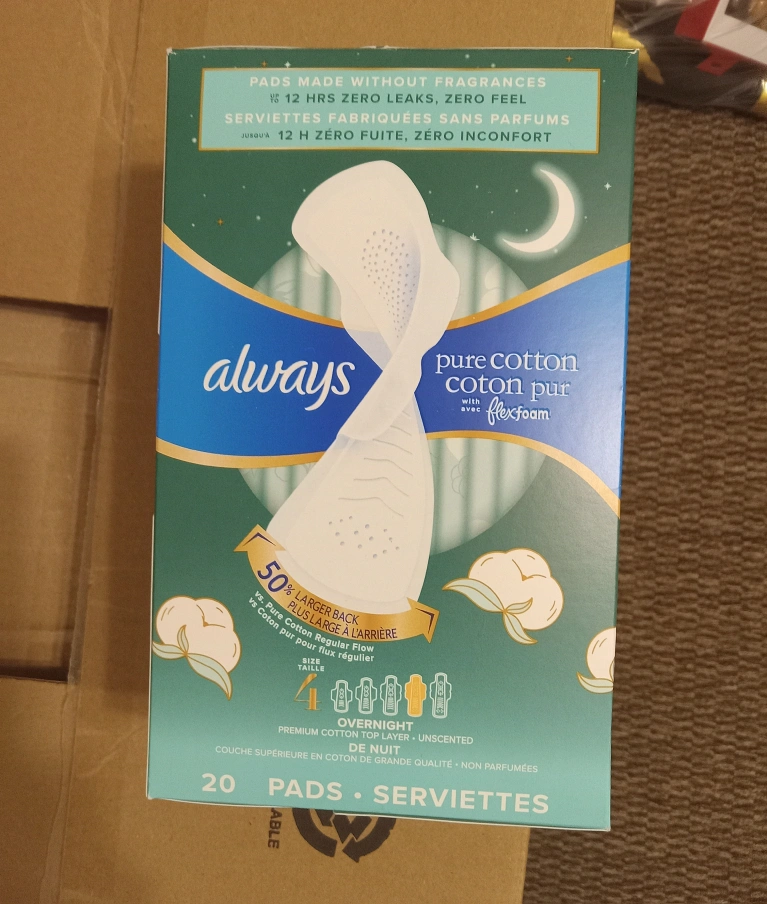 PADS MADE WITHOUT FRAGRANCES
UP TO 12 HRS ZERO LEAKS, ZERO FEEL
SERVIETTES FABRIQUÉES SANS PARFUMS
JUSQU'À 12 H ZÉRO FUITE, ZÉRO INCONFORT
always
pure cotton
coton pur
with
avec flexfoam
50% LARGER BACK
PLUS LARGE À L'ARRIÈRE
vs. Pure Cotton Regular Flow
vs Coton pur pour flux régulier
SIZE
TAILLE
4
OVERNIGHT
PREMIUM COTTON TOP LAYER • UNSCENTED
DE NUIT
COUCHE SUPÉRIEURE EN COTON DE GRANDE QUALITÉ • NON PARFUMÉES
20 PADS • SERVIETTES
ABLE